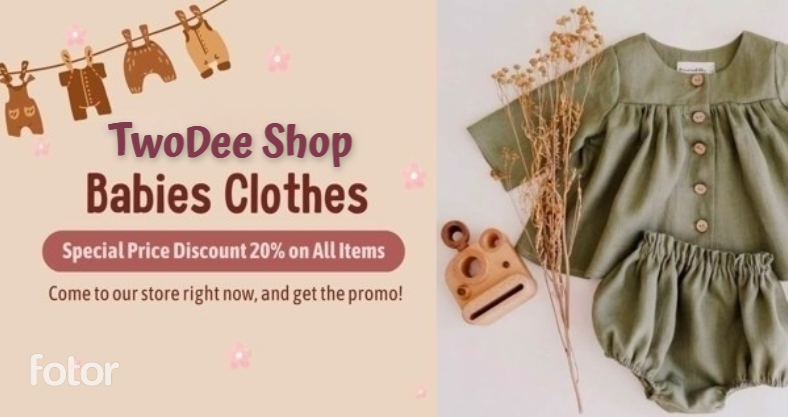 TwoDee Shop
Babies Clothes
Special Price Discount 20% on All Items
Come to our store right now, and get the promo!
fotor